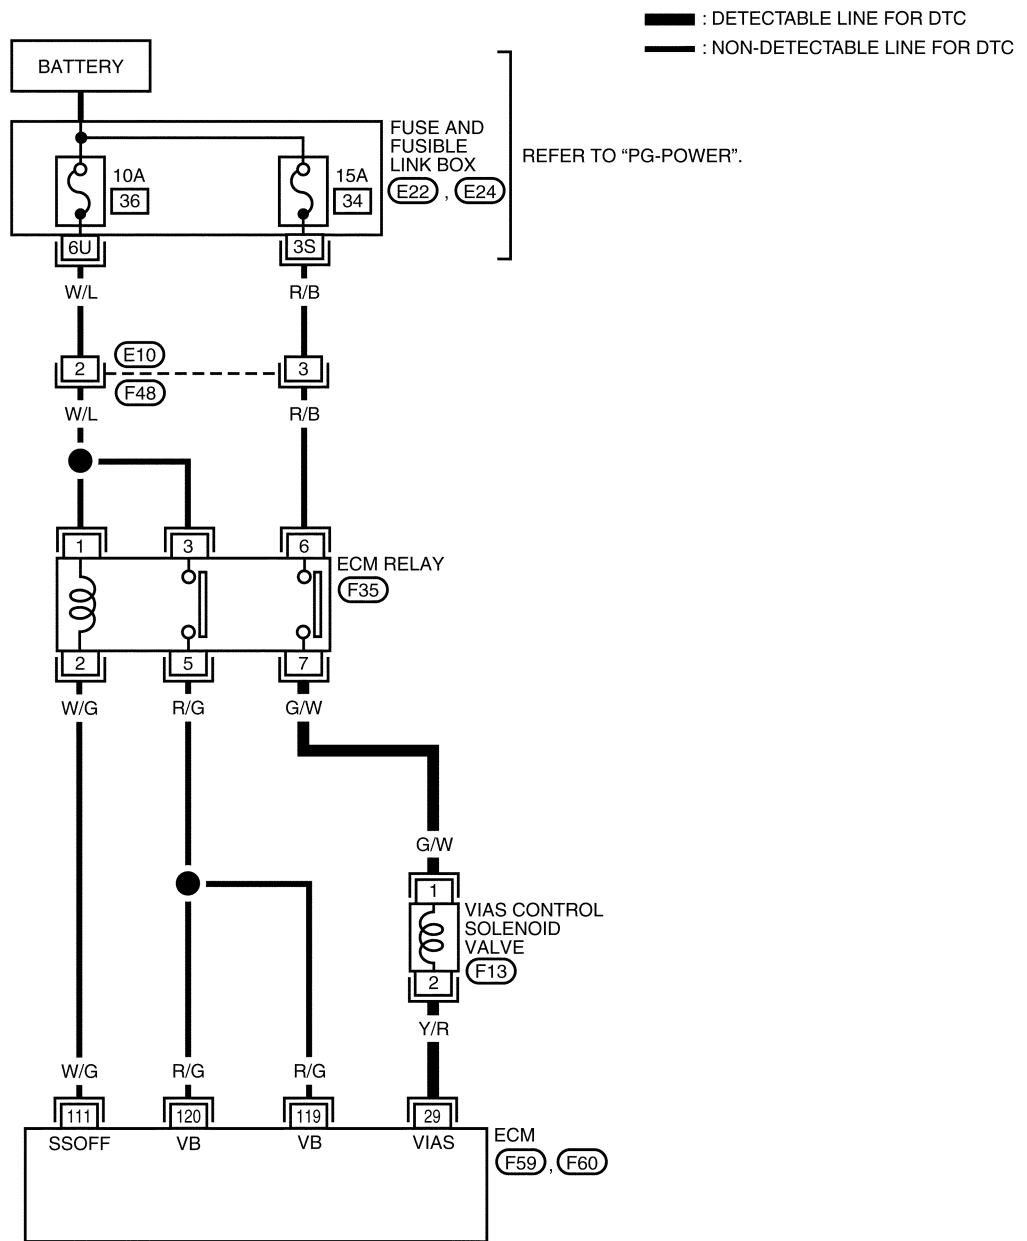 : DETECTABLE LINE FOR DTC
: NON-DETECTABLE LINE FOR DTC
BATTERY
FUSE AND
FUSIBLE
LINK BOX
E22 , E24
REFER TO “PG-POWER”.
10A
36
15A
34
6U
3S
W/L
R/B
2
E10
3
F48
W/L
R/B
1
3
6
ECM RELAY
F35
2
5
7
W/G
R/G
G/W
G/W
1
VIAS CONTROL
SOLENOID
VALVE
F13
2
Y/R
W/G
R/G
R/G
111
120
119
29
SSOFF
VB
VB
VIAS
ECM
F59 , F60